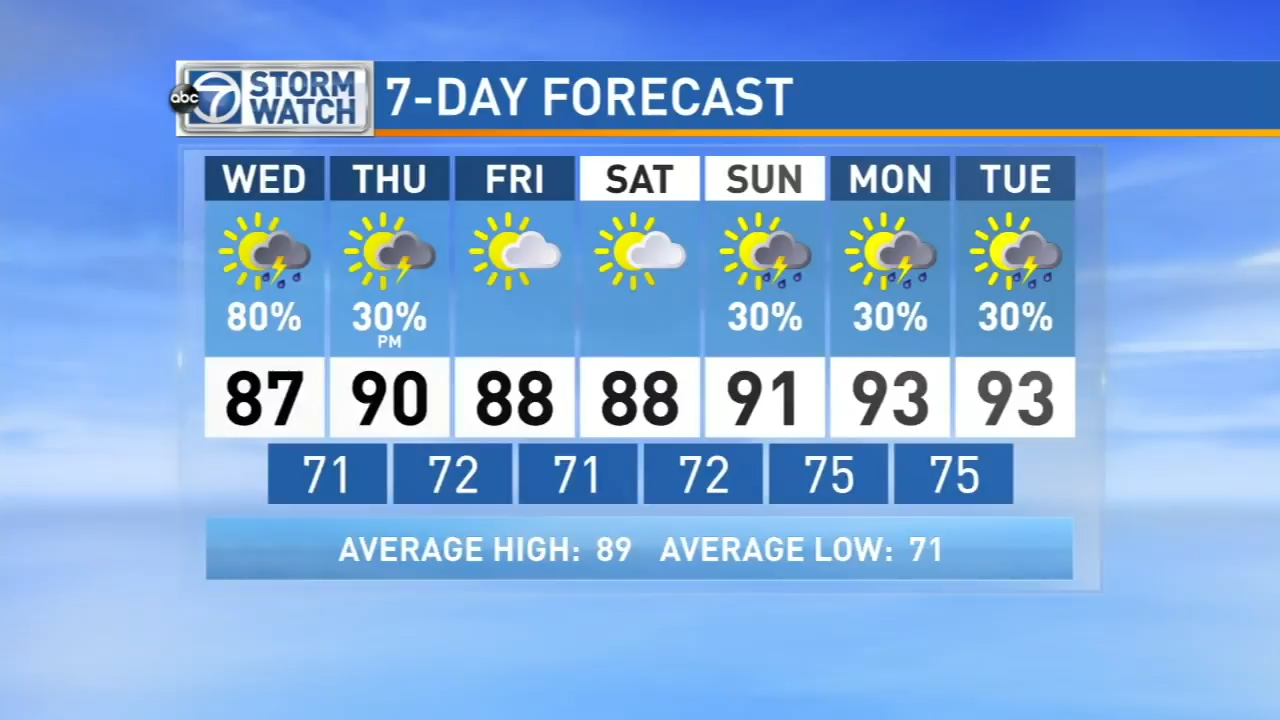 abc 7 STORM WATCH
7-DAY FORECAST
WED THU FRI SAT SUN MON TUE
80% 30% 30% 30% 30%
PM
87 90 88 88 91 93 93
71 72 71 72 75 75
AVERAGE HIGH: 89 AVERAGE LOW: 71